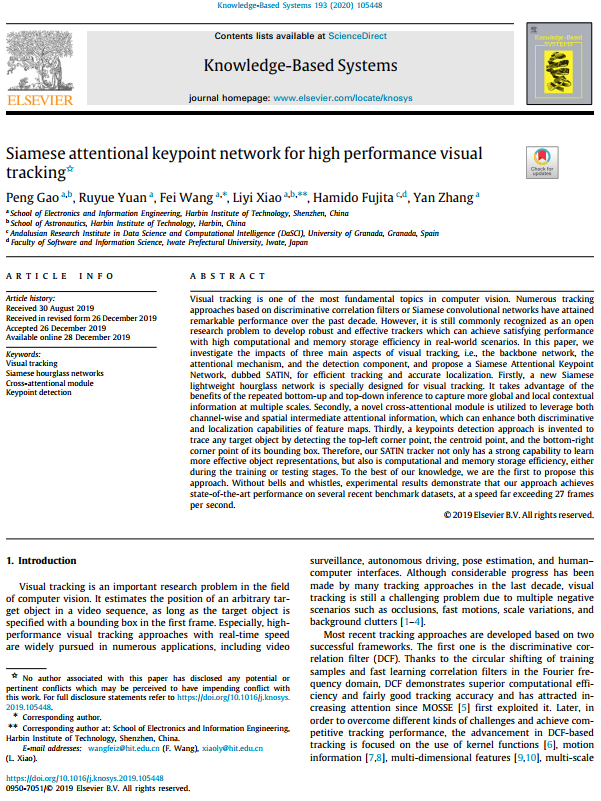 Knowledge-Based Systems 193 (2020) 105448
Contents lists available at ScienceDirect
Knowledge-Based Systems
journal homepage: www.elsevier.com/locate/knosys
ELSEVIER
Check for
updates
Siamese attentional keypoint network for high performance visual
tracking☆
Peng Gao a,b, Ruyue Yuan a, Fei Wang a,*, Liyi Xiao a,b,**, Hamido Fujita c,d, Yan Zhang a
a School of Electronics and Information Engineering, Harbin Institute of Technology, Shenzhen, China
b School of Astronautics, Harbin Institute of Technology, Harbin, China
c Andalusian Research Institute in Data Science and Computational Intelligence (DaSCI), University of Granada, Granada, Spain
d Faculty of Software and Information Science, Iwate Prefectural University, Iwate, Japan
ARTICLE INFO
Article history:
Received 30 August 2019
Received in revised form 26 December 2019
Accepted 26 December 2019
Available online 28 December 2019
Keywords:
Visual tracking
Siamese hourglass networks
Cross-attentional module
Keypoint detection
ABSTRACT
Visual tracking is one of the most fundamental topics in computer vision. Numerous tracking
approaches based on discriminative correlation filters or Siamese convolutional networks have attained
remarkable performance over the past decade. However, it is still commonly recognized as an open
research problem to develop robust and effective trackers which can achieve satisfying performance
with high computational and memory storage efficiency in real-world scenarios. In this paper, we
investigate the impacts of three main aspects of visual tracking, i.e., the backbone network, the
attentional mechanism, and the detection component, and propose a Siamese Attentional Keypoint
Network, dubbed SATIN, for efficient tracking and accurate localization. Firstly, a new Siamese
lightweight hourglass network is specially designed for visual tracking. It takes advantage of the
benefits of the repeated bottom-up and top-down inference to capture more global and local contextual
information at multiple scales. Secondly, a novel cross-attentional module is utilized to leverage both
channel-wise and spatial intermediate attentional information, which can enhance both discriminative
and localization capabilities of feature maps. Thirdly, a keypoints detection approach is invented to
trace any target object by detecting the top-left corner point, the centroid point, and the bottom-right
corner point of its bounding box. Therefore, our SATIN tracker not only has a strong capability to learn
more effective object representations, but also is computational and memory storage efficiency, either
during the training or testing stages. To the best of our knowledge, we are the first to propose this
approach. Without bells and whistles, experimental results demonstrate that our approach achieves
state-of-the-art performance on several recent benchmark datasets, at a speed far exceeding 27 frames
per second.
© 2019 Elsevier B.V. All rights reserved.
1. Introduction
Visual tracking is an important research problem in the field
of computer vision. It estimates the position of an arbitrary tar-
get object in a video sequence, as long as the target object is
specified with a bounding box in the first frame. Especially, high-
performance visual tracking approaches with real-time speed
are widely pursued in numerous applications, including video
☆ No author associated with this paper has disclosed any potential or
pertinent conflicts which may be perceived to have impending conflict with
this work. For full disclosure statements refer to https://doi.org/10.1016/j.knosys.
2019.105448.
* Corresponding author.
** Corresponding author at: School of Electronics and Information Engineering,
Harbin Institute of Technology, Shenzhen, China.
E-mail addresses: wangfeiz@hit.edu.cn (F. Wang), xiaoly@hit.edu.cn
(L. Xiao).
surveillance, autonomous driving, pose estimation, and human–
computer interfaces. Although considerable progress has been
made by many tracking approaches in the last decade, visual
tracking is still a challenging problem due to multiple negative
scenarios such as occlusions, fast motions, scale variations, and
background clutters [1–4].
Most recent tracking approaches are developed based on two
successful frameworks. The first one is the discriminative cor-
relation filter (DCF). Thanks to the circular shifting of training
samples and fast learning correlation filters in the Fourier fre-
quency domain, DCF demonstrates superior computational effi-
ciency and fairly good tracking accuracy and has attracted in-
creasing attention since MOSSE [5] first exploited it. Later, in
order to overcome different kinds of challenges and achieve com-
petitive tracking performance, the advancement in DCF-based
tracking is focused on the use of kernel functions [6], motion
information [7,8], multi-dimensional features [9,10], multi-scale
https://doi.org/10.1016/j.knosys.2019.105448
0950-7051/© 2019 Elsevier B.V. All rights reserved.